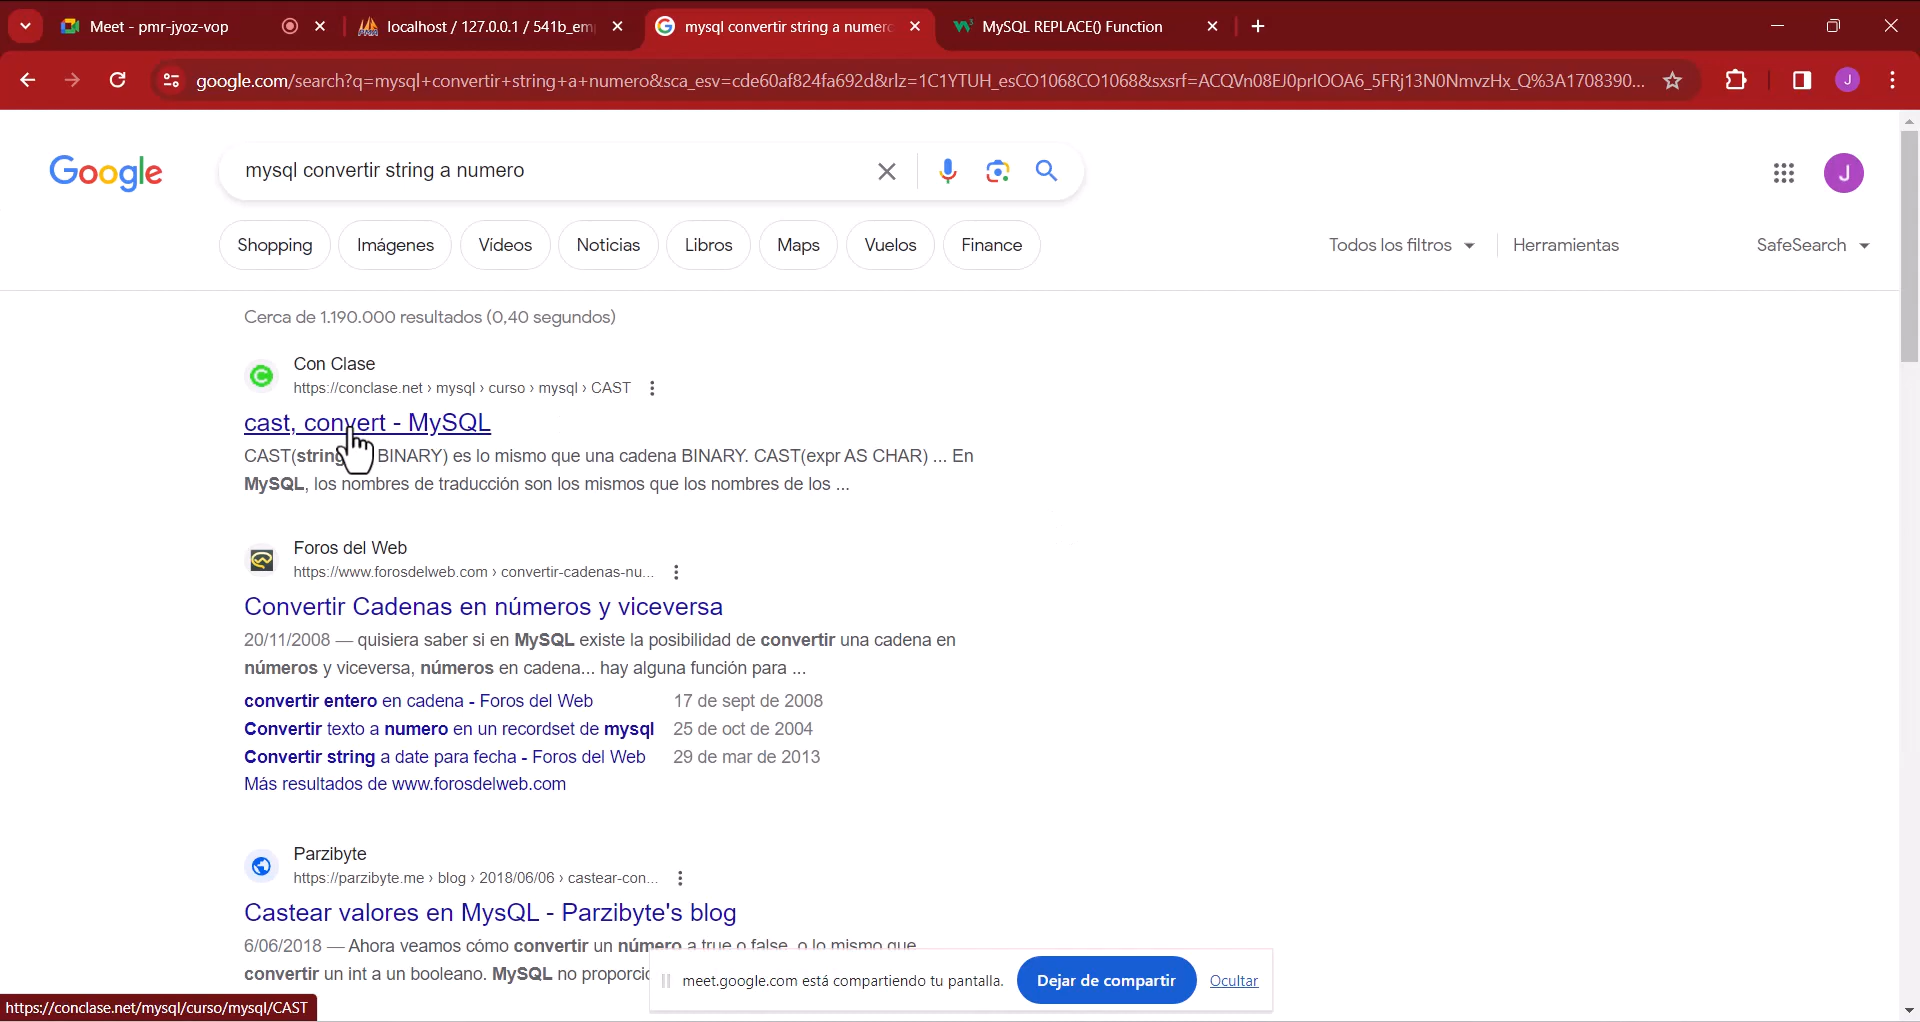 Meet - pmr-jyoz-vop
localhost / 127.0.0.1 / 541b_em
mysql convertir string a numero
MySQL REPLACE() Function
google.com/search?q=mysql+convertir+string+a+numero&sca_esv=cde60af824fa692d&rlz=1C1YTUH_esCO1068CO1068&sxsrf=ACQVn08EJ0prIOOA6_5FRj13N0NmvzHx_Q%3A1708390...
J
Google
mysql convertir string a numero
J
Shopping
Imágenes
Videos
Noticias
Libros
Maps
Vuelos
Finance
Todos los filtros
Herramientas
SafeSearch
Cerca de 1.190.000 resultados (0,40 segundos)
Con Clase
https://conclase.net › mysql › curso › mysql › CAST
cast, convert - MySQL
CAST(string BINARY) es lo mismo que una cadena BINARY. CAST(expr AS CHAR) ... En
MySQL, los nombres de traducción son los mismos que los nombres de los ...
Foros del Web
https://www.forosdelweb.com › convertir-cadenas-nu...
Convertir Cadenas en números y viceversa
20/11/2008 — quisiera saber si en MySQL existe la posibilidad de convertir una cadena en
números y viceversa, números en cadena... hay alguna función para ...
convertir entero en cadena - Foros del Web 17 de sept de 2008
Convertir texto a numero en un recordset de mysql 25 de oct de 2004
Convertir string a date para fecha - Foros del Web 29 de mar de 2013
Más resultados de www.forosdelweb.com
Parzibyte
https://parzibyte.me › blog › 2018/06/06 › castear-con...
Castear valores en MysQL - Parzibyte's blog
6/06/2018 — Ahora veamos cómo convertir un número a true o false, o lo mismo que
convertir un int a un booleano. MySQL no
meet.google.com está compartiendo tu pantalla.
Dejar de compartir
Ocultar
https://conclase.net/mysql/curso/mysql/CAST